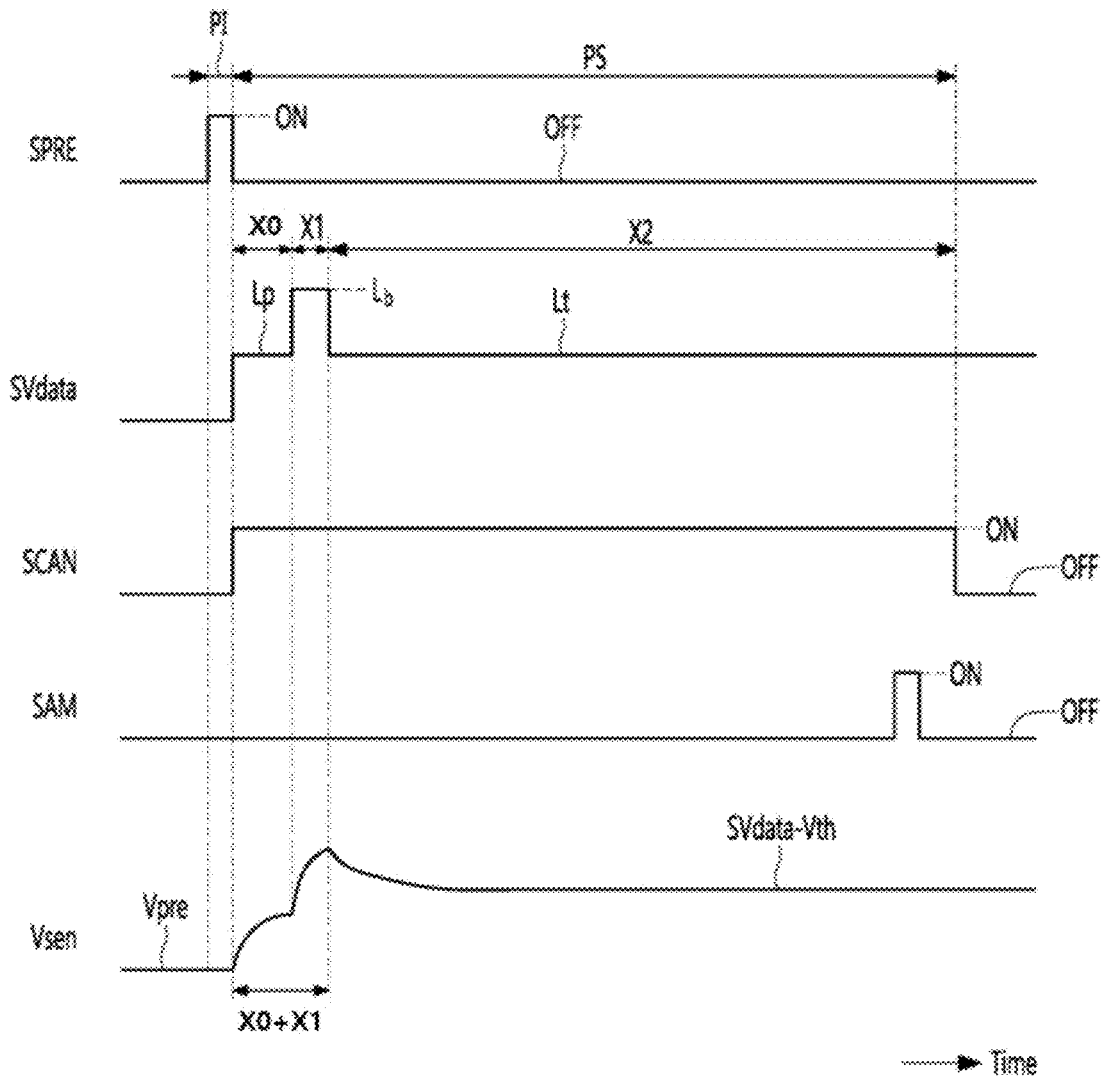 PI
PS
SPRE
ON
OFF
X0
X1
X2
Lp
Lb
Lt
SVdata
SCAN
ON
OFF
SAM
ON
OFF
SVdata-Vth
Vpre
Vsen
X0+X1
Time